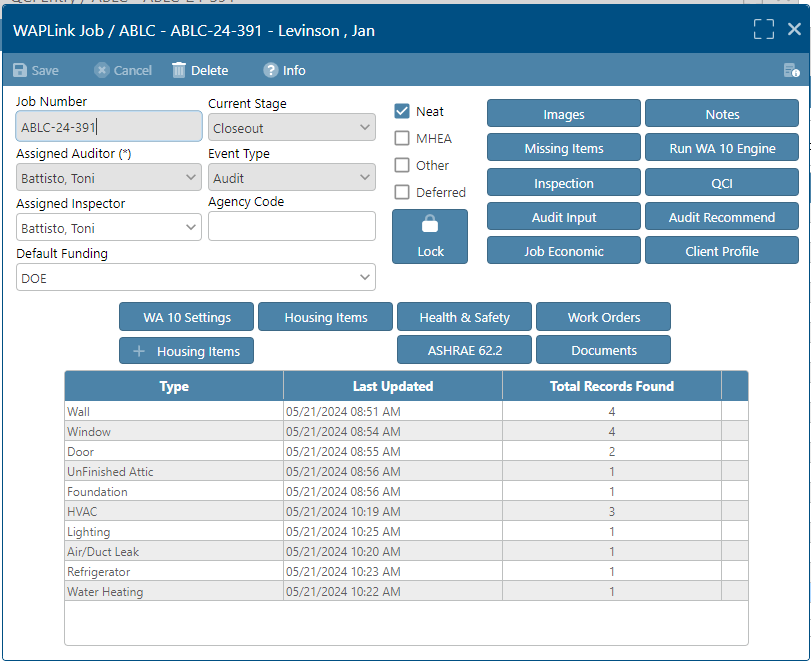 WAPLink Job / ABLC - ABLC-24-391 - Levinson , Jan
Save Cancel Delete Info
Job Number
ABLC-24-391
Current Stage
Closeout
Assigned Auditor (*)
Battisto, Toni
Event Type
Audit
Assigned Inspector
Battisto, Toni
Agency Code
Default Funding
DOE
Neat
MHEA
Other
Deferred
Lock
Images Notes
Missing Items Run WA 10 Engine
Inspection QCI
Audit Input Audit Recommend
Job Economic Client Profile
WA 10 Settings Housing Items Health & Safety Work Orders
+ Housing Items ASHRAE 62.2 Documents
Type Last Updated Total Records Found
Wall 05/21/2024 08:51 AM 4
Window 05/21/2024 08:54 AM 4
Door 05/21/2024 08:55 AM 2
UnFinished Attic 05/21/2024 08:56 AM 1
Foundation 05/21/2024 08:56 AM 1
HVAC 05/21/2024 10:19 AM 3
Lighting 05/21/2024 10:25 AM 1
Air/Duct Leak 05/21/2024 10:20 AM 1
Refrigerator 05/21/2024 10:23 AM 1
Water Heating 05/21/2024 10:22 AM 1